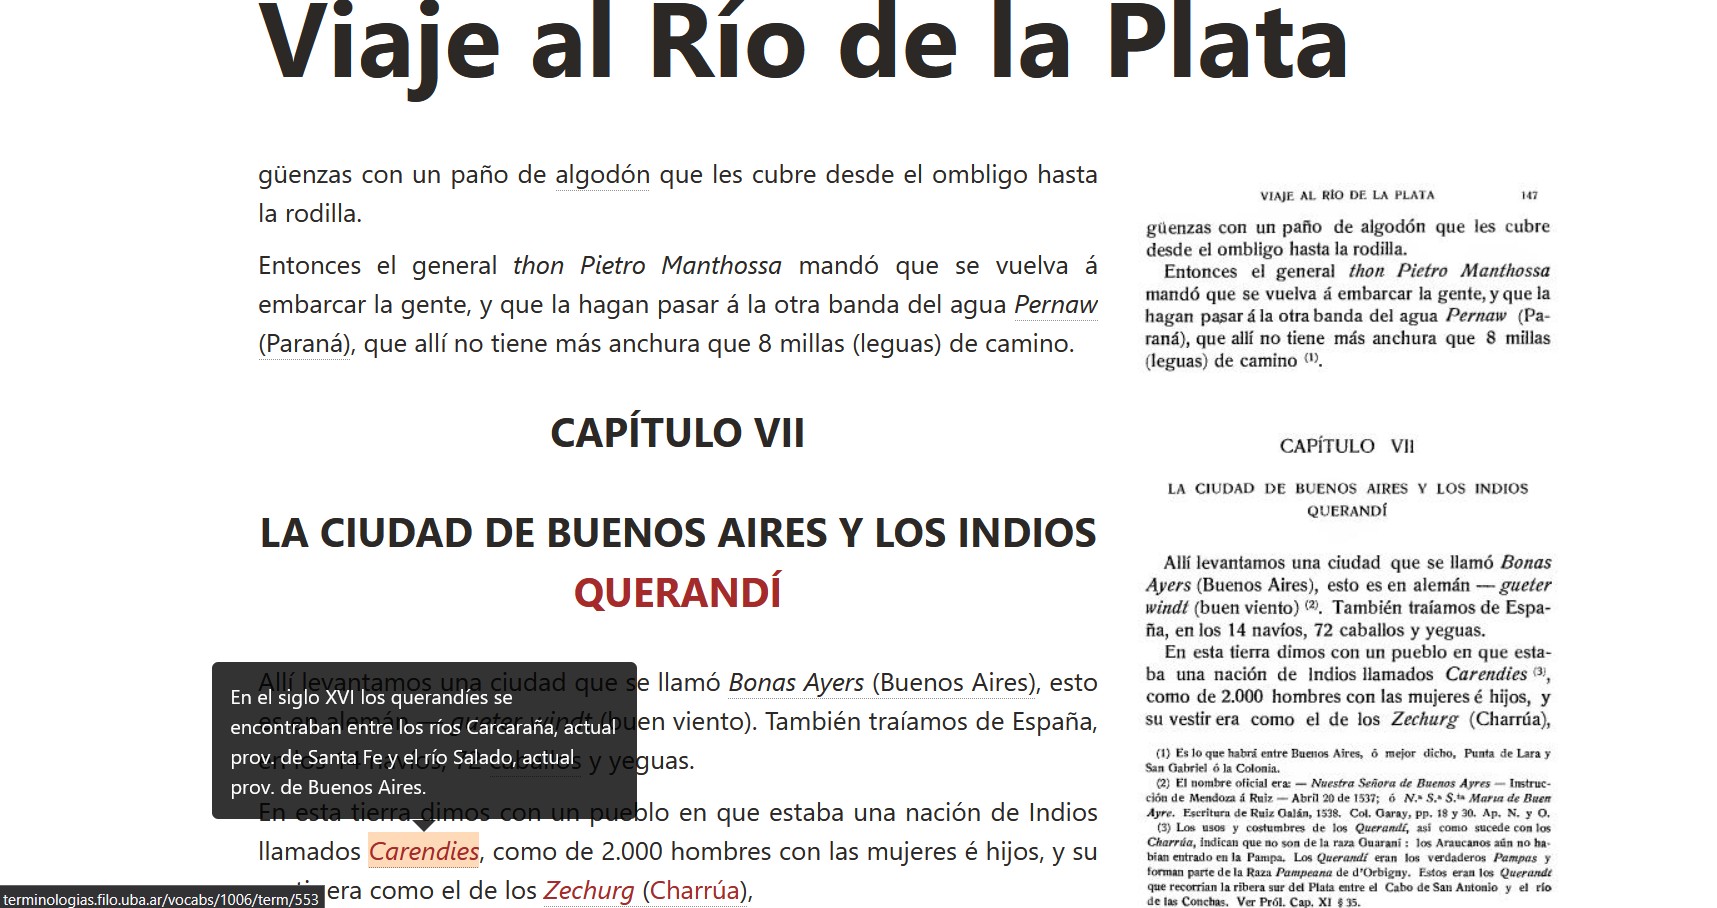 Viaje al Río de la Plata
güenzas con un paño de algodón que les cubre desde el ombligo hasta
la rodilla.
Entonces el general thon Pietro Manthossa mandó que se vuelva á
embarcar la gente, y que la hagan pasar á la otra banda del agua Pernaw
(Paraná), que allí no tiene más anchura que 8 millas (leguas) de camino.
CAPÍTULO VII
LA CIUDAD DE BUENOS AIRES Y LOS INDIOS
QUERANDÍ
Allí levantamos una ciudad que se llamó Bonas Ayers (Buenos Aires), esto
es en alemán — gueter windt (buen viento). También traíamos de España,
en los 14 navíos, 72 caballos y yeguas.
En el siglo XVI los querandíes se
encontraban entre los ríos Carcaraña, actual
prov. de Santa Fe y el río Salado, actual
prov. de Buenos Aires.
En esta tierra dimos con un pueblo en que estaba una nación de Indios
llamados Carendies, como de 2.000 hombres con las mujeres é hijos, y su
era como el de los Zechurg (Charrúa),
terminologias.filo.uba.ar/vocabs/1006/term/553
VIAJE AL RÍO DE LA PLATA 147
güenzas con un paño de algodón que les cubre
desde el ombligo hasta la rodilla.
Entonces el general thon Pietro Manthossa
mandó que se vuelva á embarcar la gente, y que la
hagan pasar á la otra banda del agua Pernaw (Pa-
raná), que allí no tiene más anchura que 8 millas
(leguas) de camino (1).
CAPÍTULO VII
LA CIUDAD DE BUENOS AIRES Y LOS INDIOS
QUERANDÍ
Allí levantamos una ciudad que se llamó Bonas
Ayers (Buenos Aires), esto es en alemán — gueter
windt (buen viento) (2). También traíamos de Espa-
ña, en los 14 navíos, 72 caballos y yeguas.
En esta tierra dimos con un pueblo en que esta-
ba una nación de Indios llamados Carendies (3),
como de 2.000 hombres con las mujeres é hijos, y
su vestir era como el de los Zechurg (Charrúa),
(1) Es lo que habrá entre Buenos Aires, ó mejor dicho, Punta de Lara y
San Gabriel ó la Colonia.
(2) El nombre oficial era: — Nuestra Señora de Buenos Ayres — Instruc-
ción de Mendoza á Ruiz — Abril 20 de 1537; ó N.ª S.ª S.ta Maria de Buen
Ayre. Escritura de Ruiz Galán, 1538. Col. Garay, pp. 18 y 30. Ap. N. y O.
(3) Los usos y costumbres de los Querandí, así como sucede con los
Charrúa, indican que no son de la raza Guarani : los Araucanos aún no ha-
bian entrado en la Pampa. Los Querandí eran los verdaderos Pampas y
forman parte de la Raza Pampeana de d'Orbigny. Estos eran los Querandi
que recorrían la ribera sur del Plata entre el Cabo de San Antonio y el río
de las Conchas. Ver Pról. Cap. XI § 35.